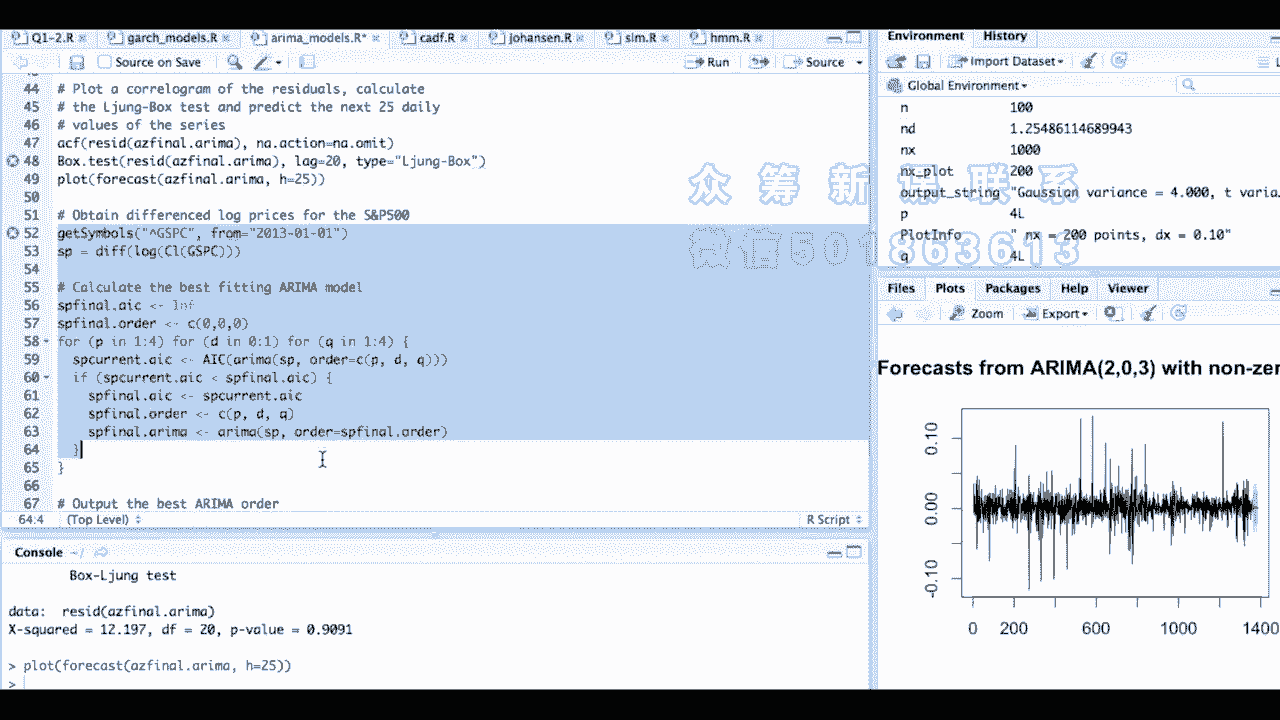 Q1-2.R
garch_models.R
arima_models.R*
cadf.R
johansen.R
sim.R
hmm.R
Source on Save
Run
Source
44 # Plot a correlogram of the residuals, calculate
45 # the Ljung-Box test and predict the next 25 daily
46 # values of the series
47 acf(resid(azfinal.arima), na.action=na.omit)
48 Box.test(resid(azfinal.arima), lag=20, type="Ljung-Box")
49 plot(forecast(azfinal.arima, h=25))
50
51 # Obtain differenced log prices for the S&P500
52 getSymbols("^GSPC", from="2013-01-01")
53 sp = diff(log(Cl(GSPC)))
54
55 # Calculate the best fitting ARIMA model
56 spfinal.aic <- Inf
57 spfinal.order <- c(0,0,0)
58 for (p in 1:4) for (d in 0:1) for (q in 1:4) {
59 spcurrent.aic <- AIC(arima(sp, order=c(p, d, q)))
60 if (spcurrent.aic < spfinal.aic) {
61 spfinal.aic <- spcurrent.aic
62 spfinal.order <- c(p, d, q)
63 spfinal.arima <- arima(sp, order=spfinal.order)
64 }
65 }
66
67 # Output the best ARIMA order
64:4 (Top Level) R Script
Console ~/
Box-Ljung test
data: resid(azfinal.arima)
X-squared = 12.197, df = 20, p-value = 0.9091
> plot(forecast(azfinal.arima, h=25))
>
Environment History
Import Dataset
Global Environment
n 100
nd 1.25486114689943
nx 1000
nx_plot 200
output_string "Gaussian variance = 4.000, t varia
p 4L
PlotInfo " nx = 200 points, dx = 0.10"
q 4L
Files Plots Packages Help Viewer
Zoom Export
Forecasts from ARIMA(2,0,3) with non-zer
0.10
0.00
-0.10
0 200 600 1000 1400
众筹新课联系
微信501863613